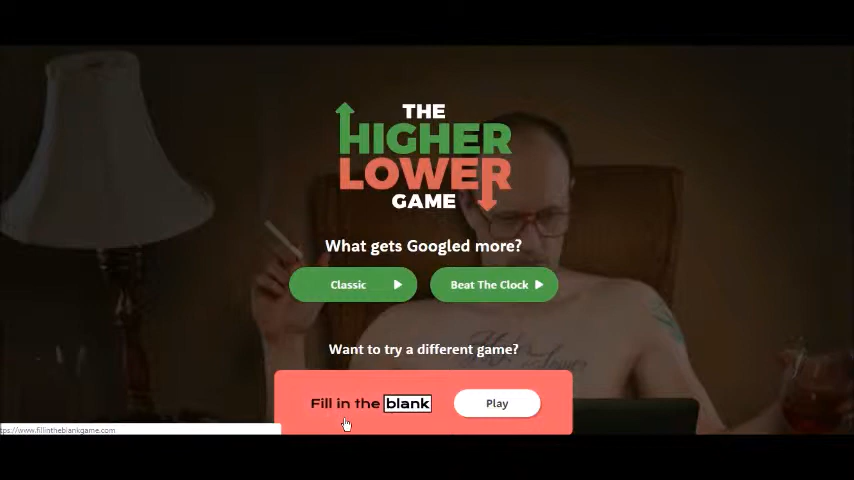 THE
HIGHER
LOWER
GAME
What gets Googled more?
Classic
Beat The Clock
Want to try a different game?
Fill in the blank
Play
tps://www.fillintheblankgame.com